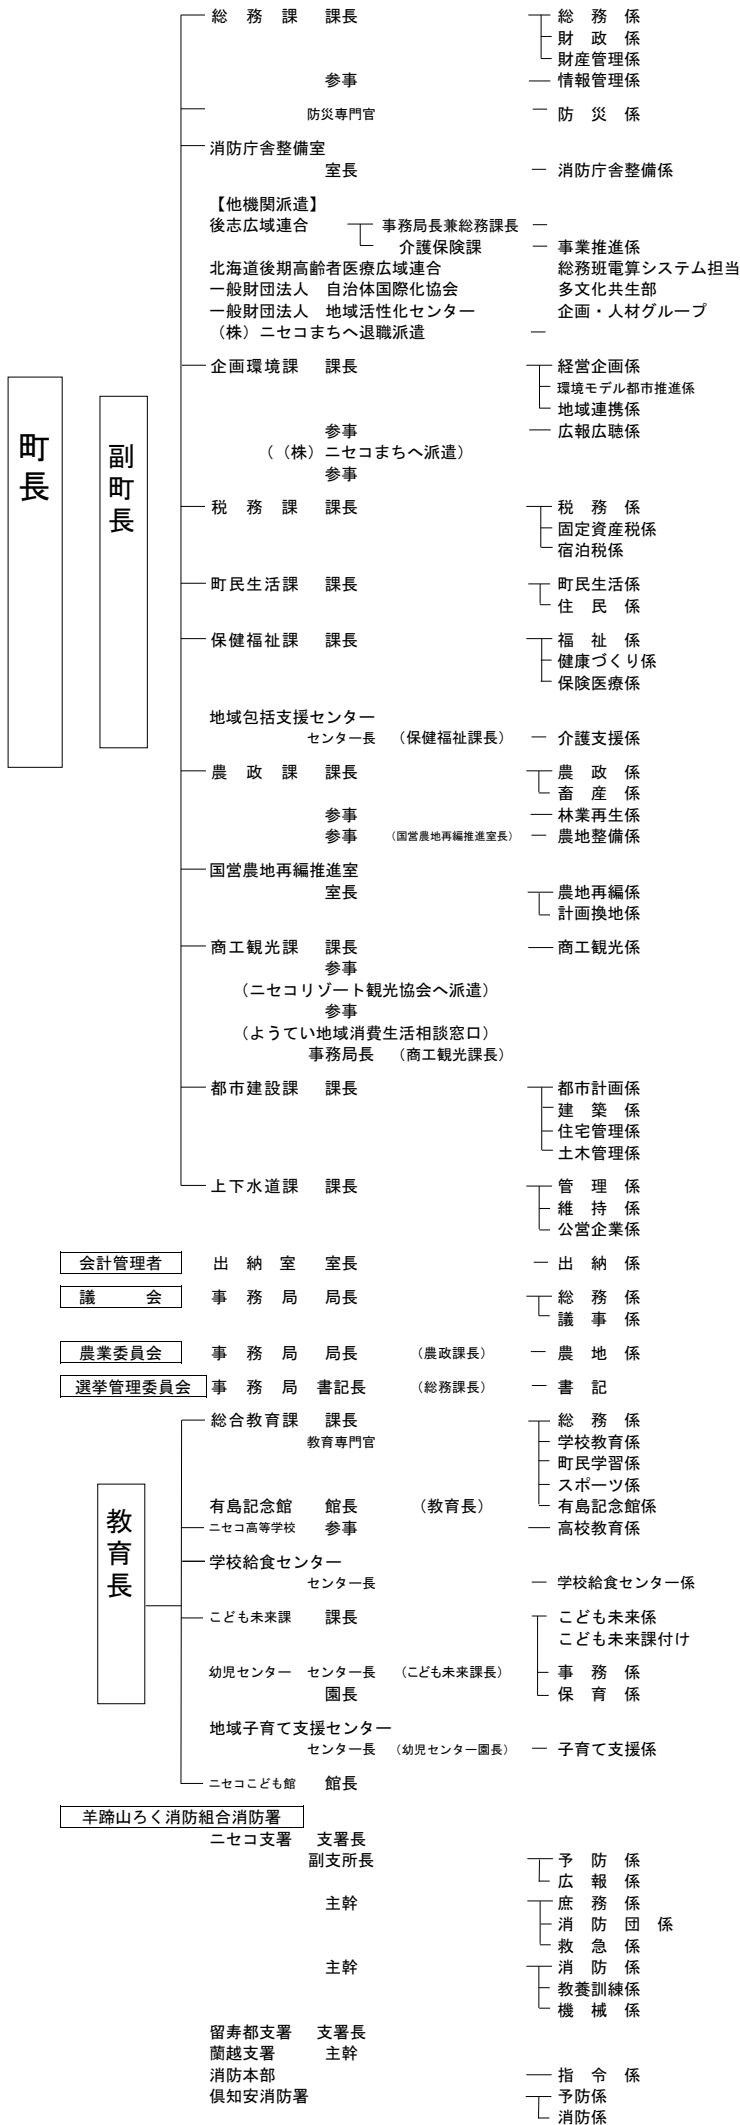 総 務 課 課長 総 務 係
財 政 係
財産管理係
参事 情報管理係
防災専門官 防 災 係
消防庁舎整備室
室長 消防庁舎整備係
【他機関派遣】
後志広域連合 事務局長兼総務課長
介護保険課 事業推進係
北海道後期高齢者医療広域連合 総務班電算システム担当
一般財団法人 自治体国際化協会 多文化共生部
一般財団法人 地域活性化センター 企画・人材グループ
（株）ニセコまちへ退職派遣
企画環境課 課長 経営企画係
環境モデル都市推進係
地域連携係
参事 広報広聴係
（（株）ニセコまちへ派遣）
参事
町長
副町長
税 務 課 課長 税 務 係
固定資産税係
宿泊税係
町民生活課 課長 町民生活係
住 民 係
保健福祉課 課長 福 祉 係
健康づくり係
保険医療係
地域包括支援センター
センター長 （保健福祉課長） 介護支援係
農 政 課 課長 農 政 係
畜 産 係
参事 林業再生係
参事 （国営農地再編推進室長） 農地整備係
国営農地再編推進室
室長 農地再編係
計画換地係
商工観光課 課長 商工観光係
参事
（ニセコリゾート観光協会へ派遣）
参事
（ようてい地域消費生活相談窓口）
事務局長 （商工観光課長）
都市建設課 課長 都市計画係
建 築 係
住宅管理係
土木管理係
上下水道課 課長 管 理 係
維 持 係
公営企業係
会計管理者 出 納 室 室長 出 納 係
議 会 事 務 局 局長 総 務 係
議 事 係
農業委員会 事 務 局 局長 （農政課長） 農 地 係
選挙管理委員会 事 務 局 書記長 （総務課長） 書 記
総合教育課 課長 総 務 係
教育専門官 学校教育係
町民学習係
スポーツ係
有島記念館 館長 （教育長） 有島記念館係
ニセコ高等学校 参事 高校教育係
教育長
学校給食センター
センター長 学校給食センター係
こども未来課 課長 こども未来係
こども未来課付け
幼児センター センター長 （こども未来課長） 事 務 係
園長 保 育 係
地域子育て支援センター
センター長 （幼児センター園長） 子育て支援係
ニセコこども館 館長
羊蹄山ろく消防組合消防署
ニセコ支署 支署長
副支所長 予 防 係
広 報 係
主幹 庶 務 係
消 防 団 係
救 急 係
主幹 消 防 係
教養訓練係
機 械 係
留寿都支署 支署長
蘭越支署 主幹
消防本部 指 令 係
倶知安消防署 予防係
消防係